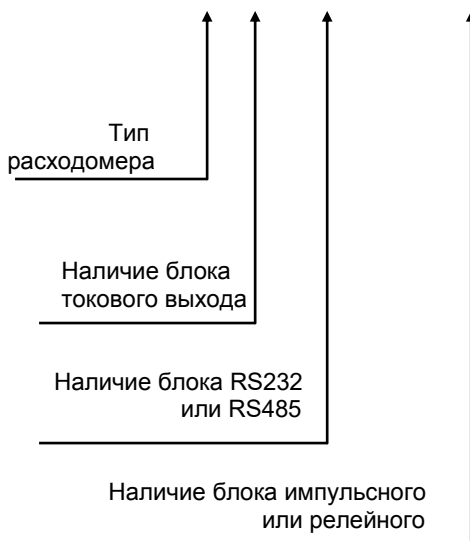 Тип
расходомера
Наличие блока
токового выхода
Наличие блока RS232
или RS485
Наличие блока импульсного
или релейного